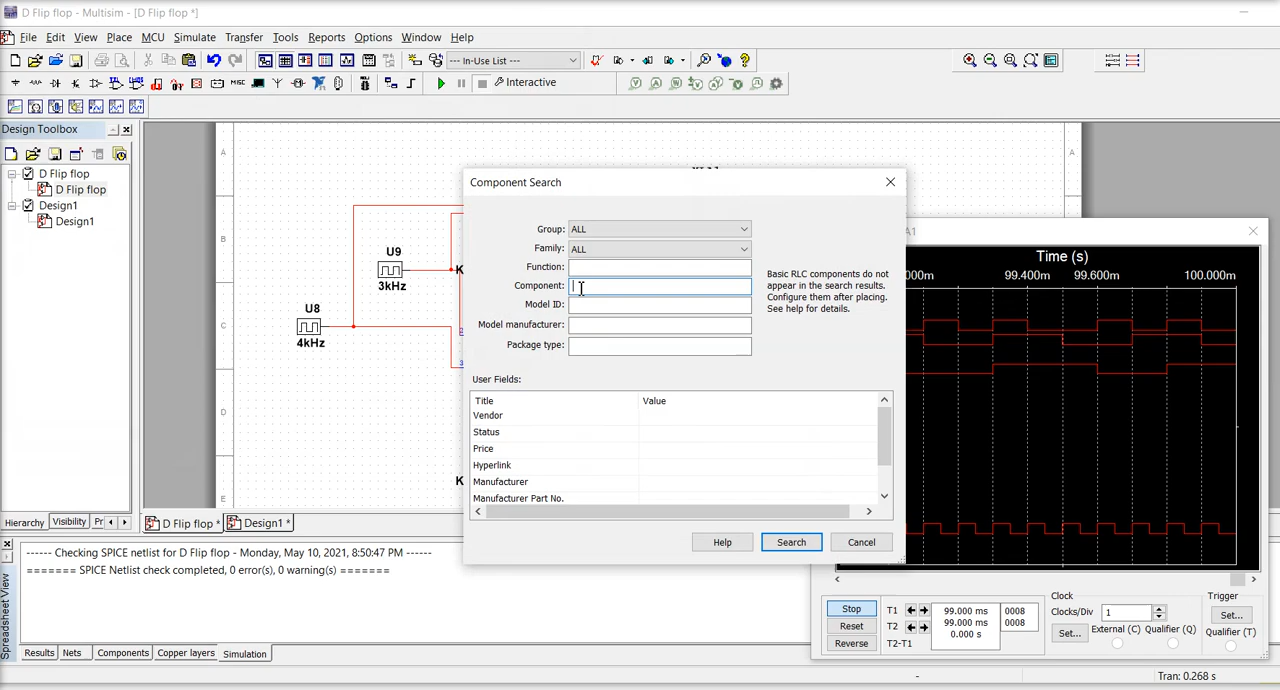 D Flip flop - Multisim - [D Flip flop *]
File Edit View Place MCU Simulate Transfer Tools Reports Options Window Help
--- In-Use List ---
MISC
Interactive
Design Toolbox
D Flip flop
D Flip flop
Design1
Design1
A
B
C
D
E
A
U9
3kHz
U8
4kHz
K
K
Component Search
Group: ALL
Family: ALL
Function:
Component:
Model ID:
Model manufacturer:
Package type:
Basic RLC components do not
appear in the search results.
Configure them after placing.
See help for details.
User Fields:
Title Value
Vendor
Status
Price
Hyperlink
Manufacturer
Manufacturer Part No.
Help Search Cancel
A1
Time (s)
000m 99.400m 99.600m 100.000m
Hierarchy Visibility Pr
D Flip flop * Design1 *
------ Checking SPICE netlist for D Flip flop - Monday, May 10, 2021, 8:50:47 PM ------
======= SPICE Netlist check completed, 0 error(s), 0 warning(s) =======
Spreadsheet View
Results Nets Components Copper layers Simulation
Stop
Reset
Reverse
T1 99.000 ms 0008
T2 99.000 ms 0008
T2-T1 0.000 s
Clock
Clocks/Div 1
Set... External (C) Qualifier (Q)
Trigger
Set...
Qualifier (T)
- Tran: 0.268 s